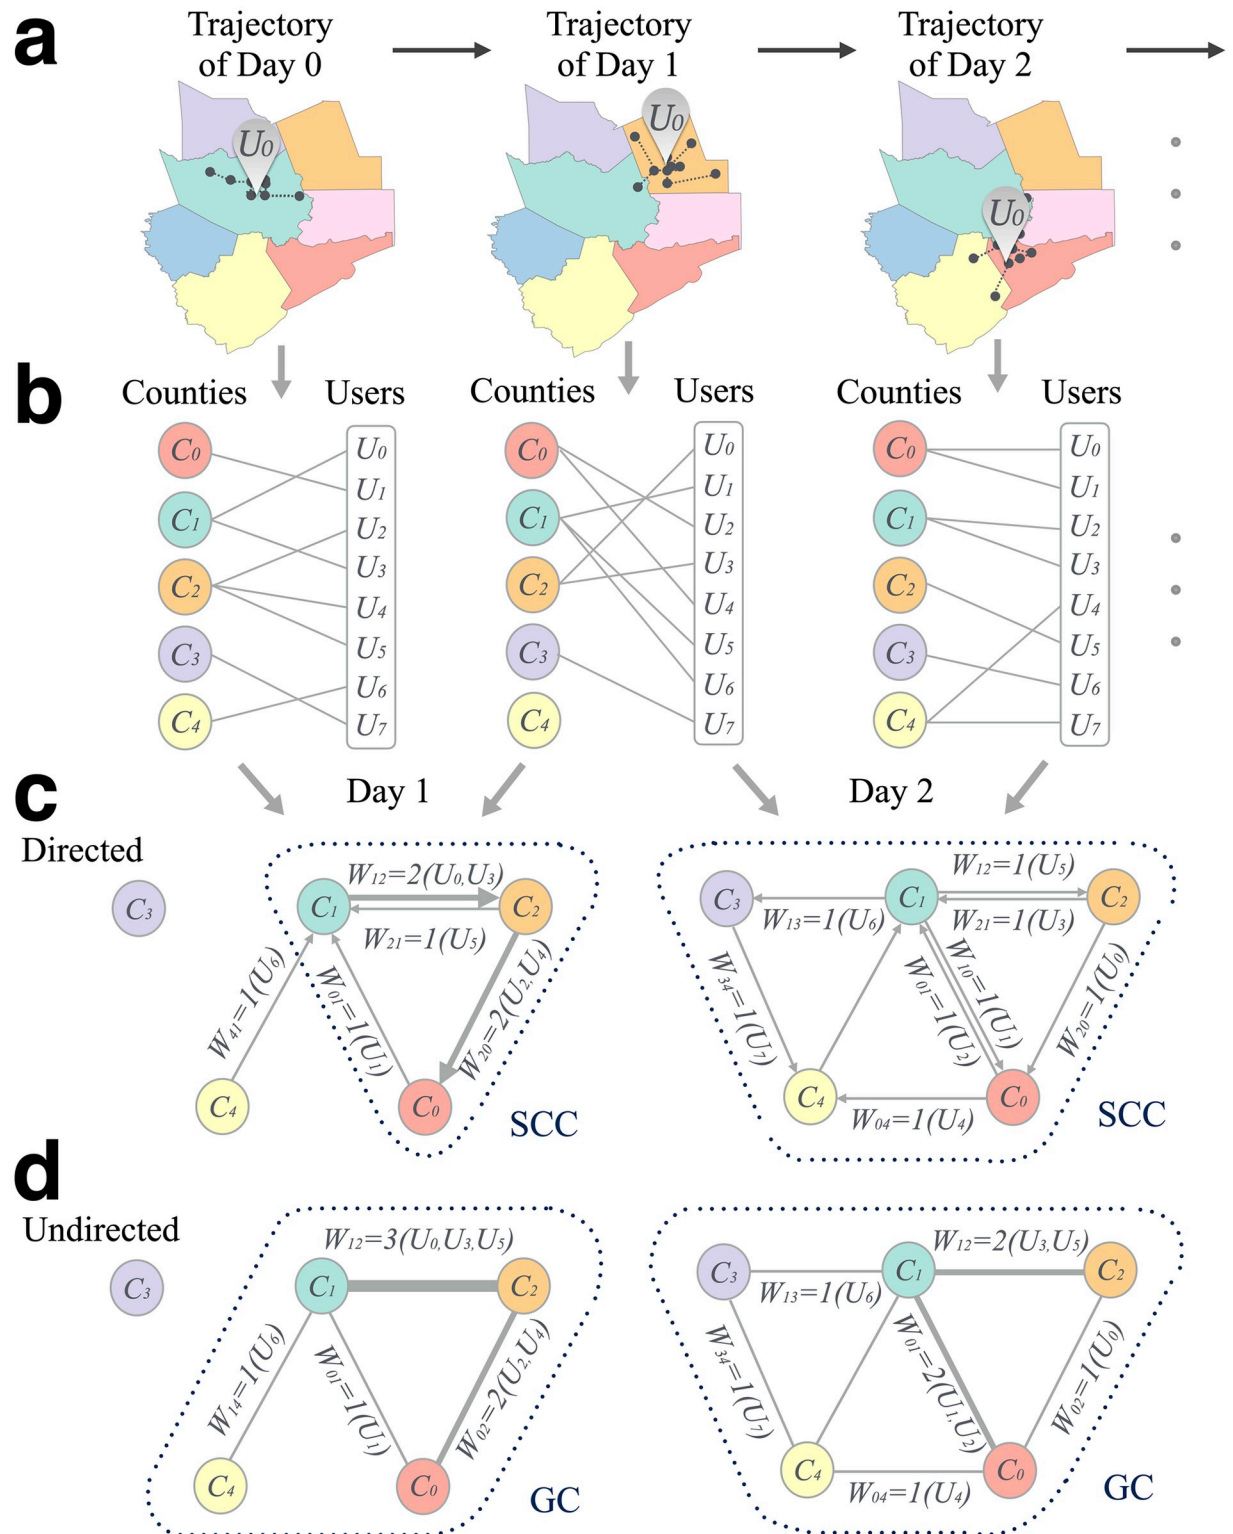 a
Trajectory
of Day 0
Trajectory
of Day 1
Trajectory
of Day 2
U0
U0
U0
b
Counties
Users
Counties
Users
Counties
Users
C0
C1
C2
C3
C4
U0
U1
U2
U3
U4
U5
U6
U7
C0
C1
C2
C3
C4
U0
U1
U2
U3
U4
U5
U6
U7
C0
C1
C2
C3
C4
U0
U1
U2
U3
U4
U5
U6
U7
c
Day 1
Day 2
Directed
C3
C1
C2
C4
C0
W12=2(U0,U3)
W21=1(U5)
W41=1(U6)
W01=1(U1)
W20=2(U2,U4)
SCC
C3
C1
C2
C4
C0
W12=1(U5)
W13=1(U6)
W21=1(U3)
W34=1(U7)
W01=1(U2)
W10=1(U1)
W20=1(U0)
W04=1(U4)
SCC
d
Undirected
C3
C1
C2
C4
C0
W12=3(U0,U3,U5)
W14=1(U6)
W01=1(U1)
W02=2(U2,U4)
GC
C3
C1
C2
C4
C0
W12=2(U3,U5)
W13=1(U6)
W34=1(U7)
W01=2(U1,U2)
W02=1(U0)
W04=1(U4)
GC